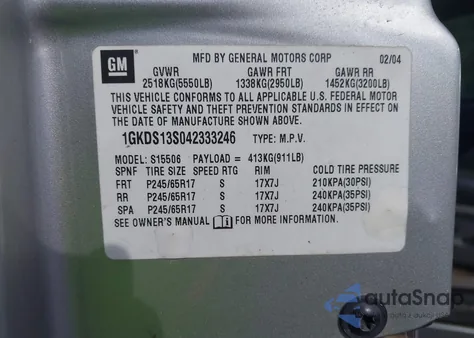 GM
MFD BY GENERAL MOTORS CORP 02/04
GVWR GAWR FRT GAWR RR
2518KG(5550LB) 1338KG(2950LB) 1452KG(3200LB)
THIS VEHICLE CONFORMS TO ALL APPLICABLE U.S. FEDERAL MOTOR
VEHICLE SAFETY AND THEFT PREVENTION STANDARDS IN EFFECT
ON THE DATE OF MANUFACTURE SHOWN ABOVE.
1GKDS13S042333246 TYPE: M.P.V.
MODEL: S15506 PAYLOAD = 413KG(911LB)
SPNF TIRE SIZE SPEED RTG RIM COLD TIRE PRESSURE
FRT P245/65R17 S 17X7J 210KPA(30PSI)
RR P245/65R17 S 17X7J 240KPA(35PSI)
SPA P245/65R17 S 17X7J 240KPA(35PSI)
SEE OWNER'S MANUAL FOR MORE INFORMATION.
autoSnap